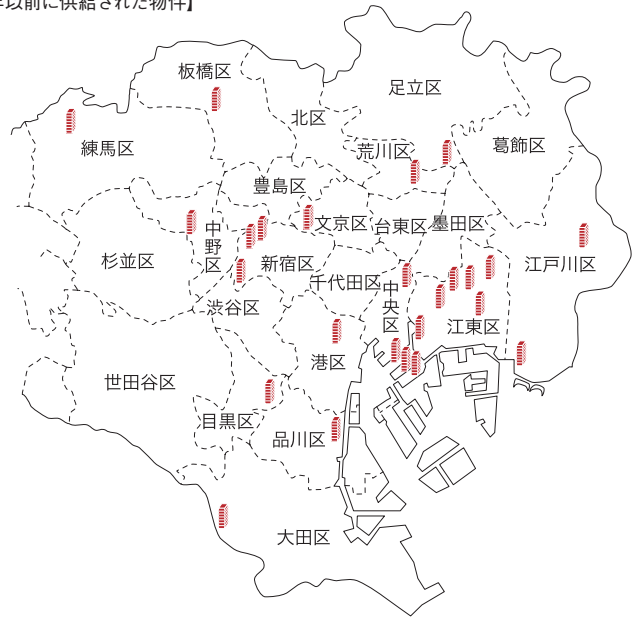 以前に供給された物件】
板橋区
足立区
北区
練馬区
荒川区
葛飾区
豊島区
文京区
台東区
墨田区
中野区
杉並区
新宿区
江戸川区
千代田区
中央区
渋谷区
江東区
港区
世田谷区
目黒区
品川区
大田区